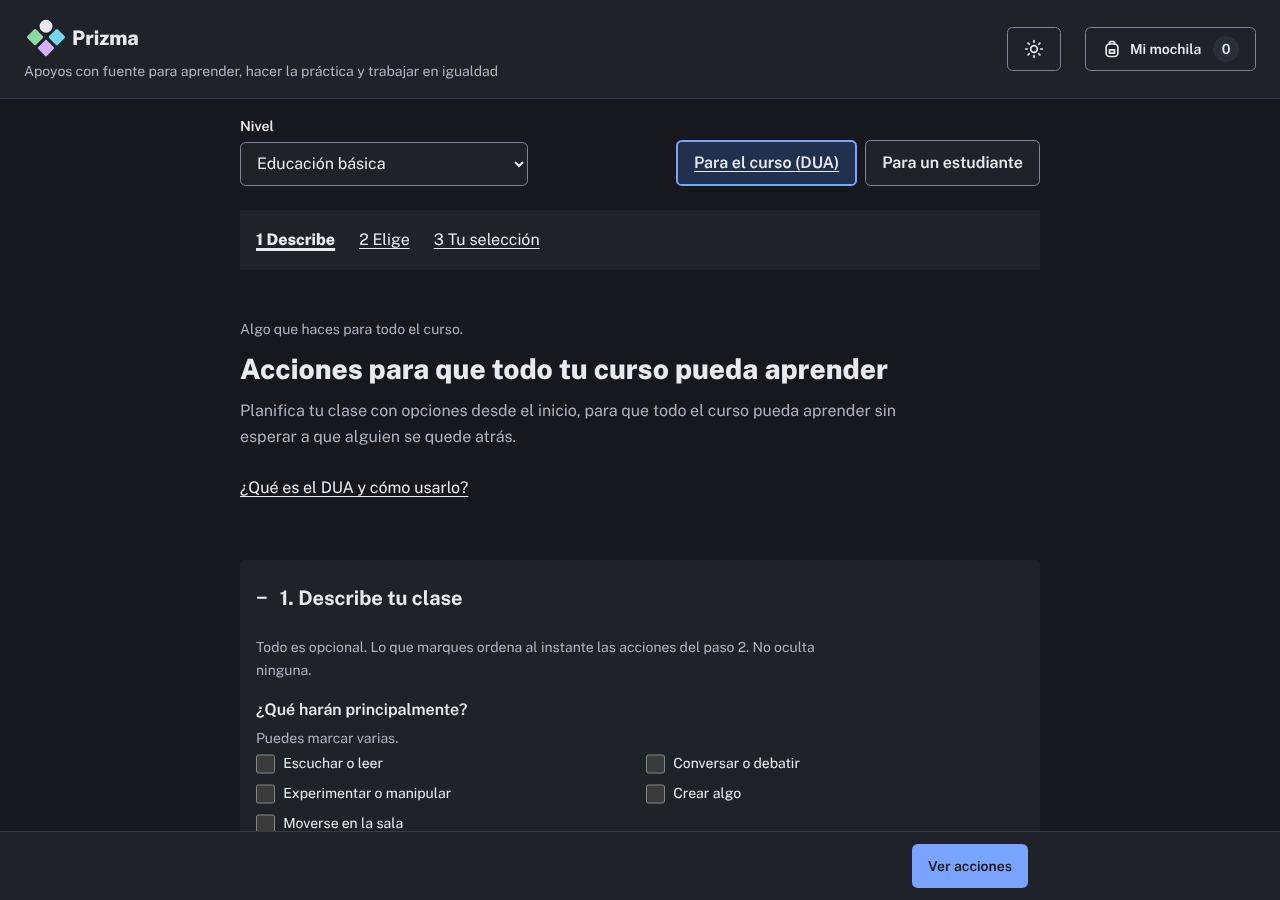 Prizma
Apoyos con fuente para aprender, hacer la práctica y trabajar en igualdad
Mi mochila 0
Nivel
Educación básica
Para el curso (DUA)
Para un estudiante
1 Describe
2 Elige
3 Tu selección
Algo que haces para todo el curso.
Acciones para que todo tu curso pueda aprender
Planifica tu clase con opciones desde el inicio, para que todo el curso pueda aprender sin
esperar a que alguien se quede atrás.
¿Qué es el DUA y cómo usarlo?
− 1. Describe tu clase
Todo es opcional. Lo que marques ordena al instante las acciones del paso 2. No oculta
ninguna.
¿Qué harán principalmente?
Puedes marcar varias.
Escuchar o leer
Conversar o debatir
Experimentar o manipular
Crear algo
Moverse en la sala
Ver acciones